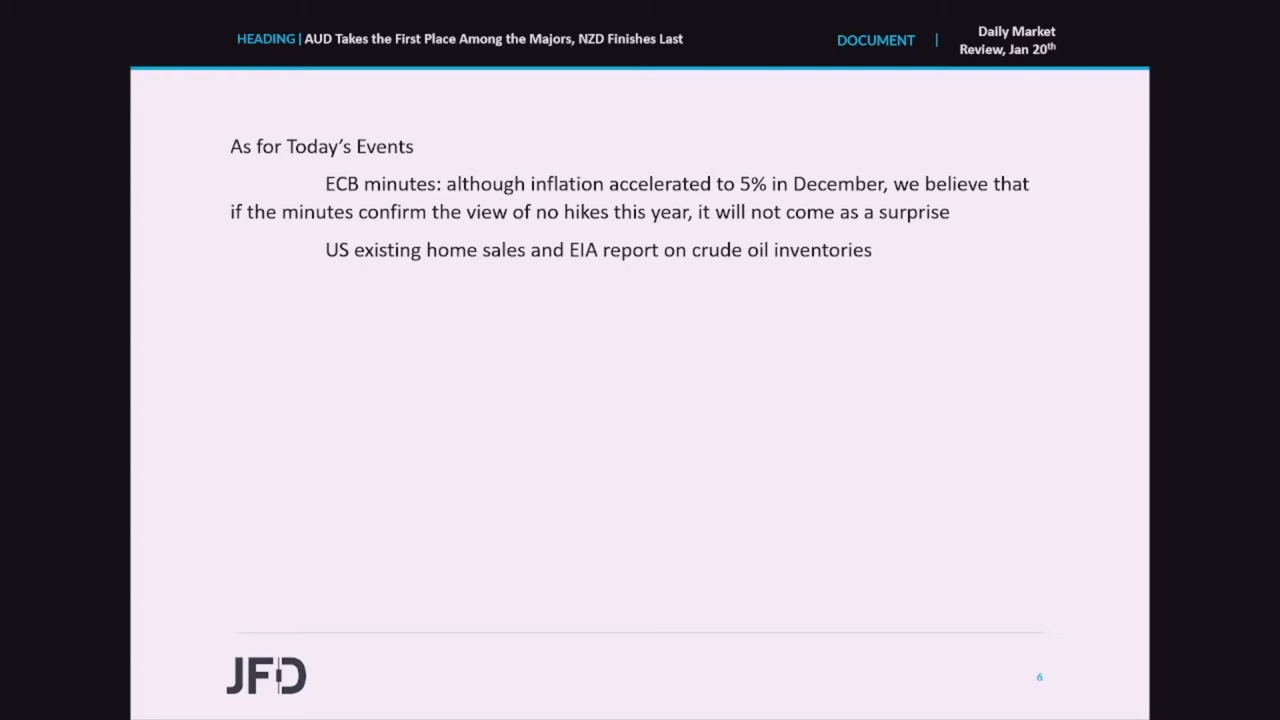 HEADING | AUD Takes the First Place Among the Majors, NZD Finishes Last
DOCUMENT |
Daily Market
Review, Jan 20th
As for Today's Events
ECB minutes: although inflation accelerated to 5% in December, we believe that
if the minutes confirm the view of no hikes this year, it will not come as a surprise
US existing home sales and EIA report on crude oil inventories
JFD
6